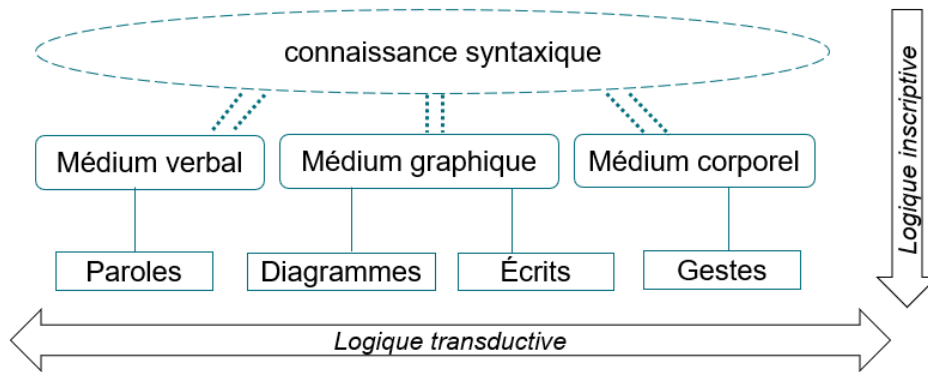 connaissance syntaxique
Médium verbal
Médium graphique
Médium corporel
Paroles
Diagrammes
Écrits
Gestes
Logique transductive
Logique inscriptive